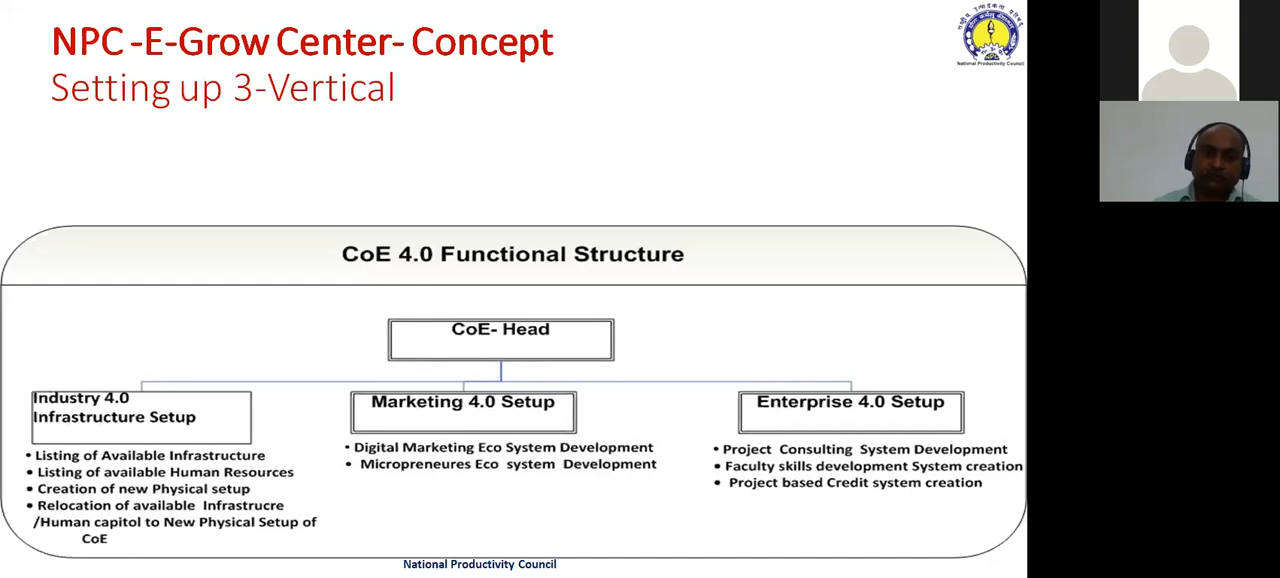 NPC -E-Grow Center- Concept
Setting up 3-Vertical
National Productivity Council
CoE 4.0 Functional Structure
CoE- Head
Industry 4.0
Infrastructure Setup
• Listing of Available Infrastructure
• Listing of available Human Resources
• Creation of new Physical setup
• Relocation of available Infrastrucre
/Human capitol to New Physical Setup of
CoE
Marketing 4.0 Setup
• Digital Marketing Eco System Development
• Micropreneures Eco system Development
Enterprise 4.0 Setup
• Project Consulting System Development
• Faculty skills development System creation
• Project based Credit system creation
National Productivity Council